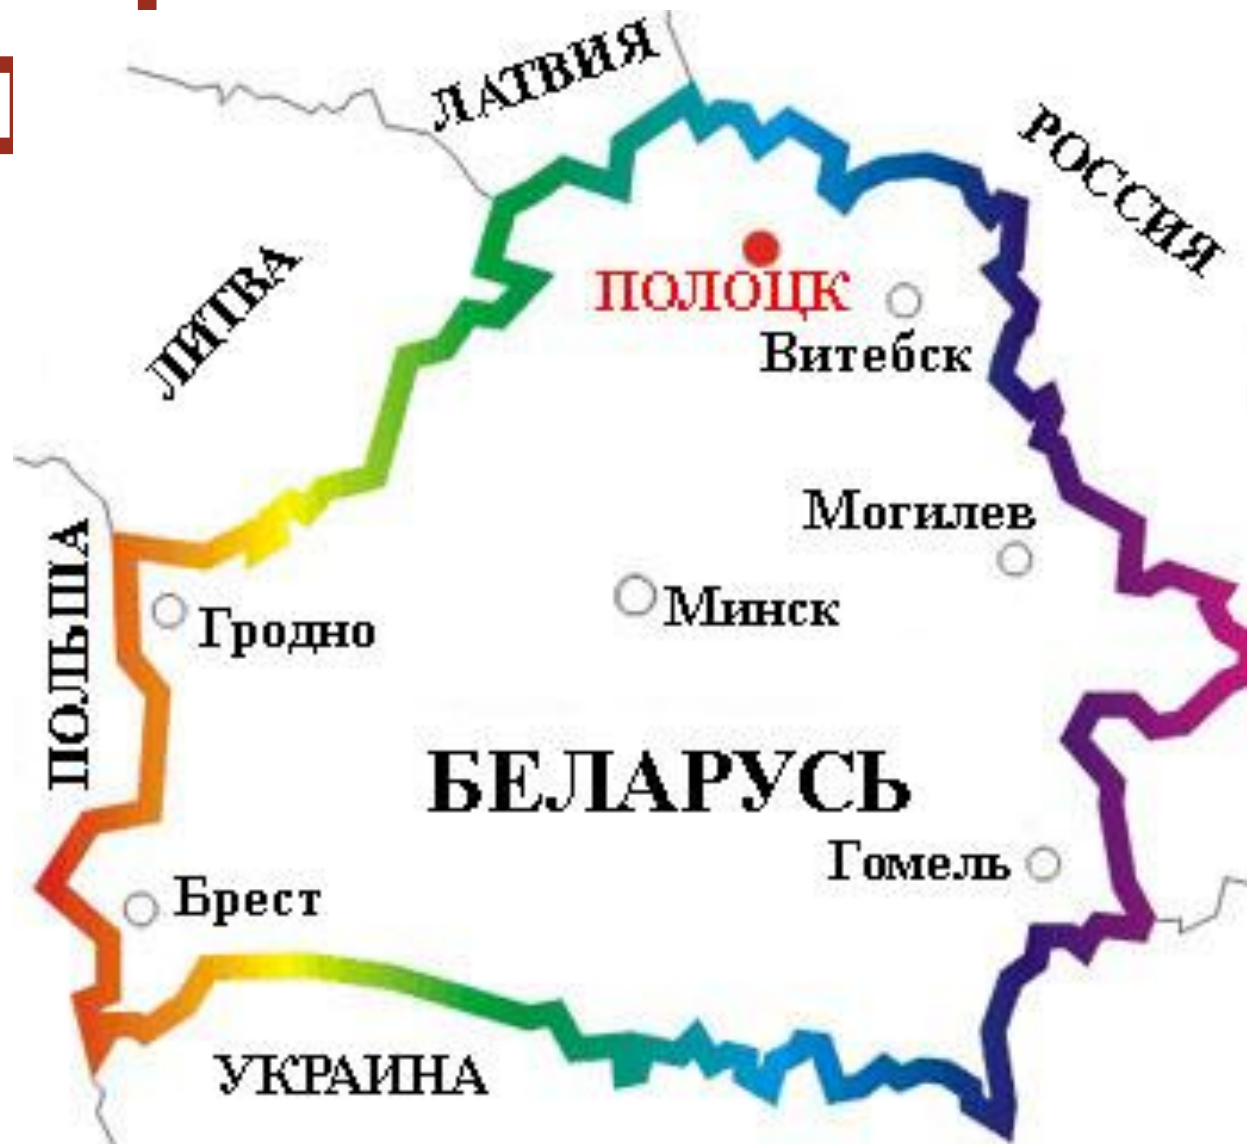 ЛАТВИЯ
РОССИЯ
ЛИТВА
ПОЛОЦК
Витебск
Могилев
ПОЛЬША
Гродно
Минск
БЕЛАРУСЬ
Гомель
Брест
УКРАИНА